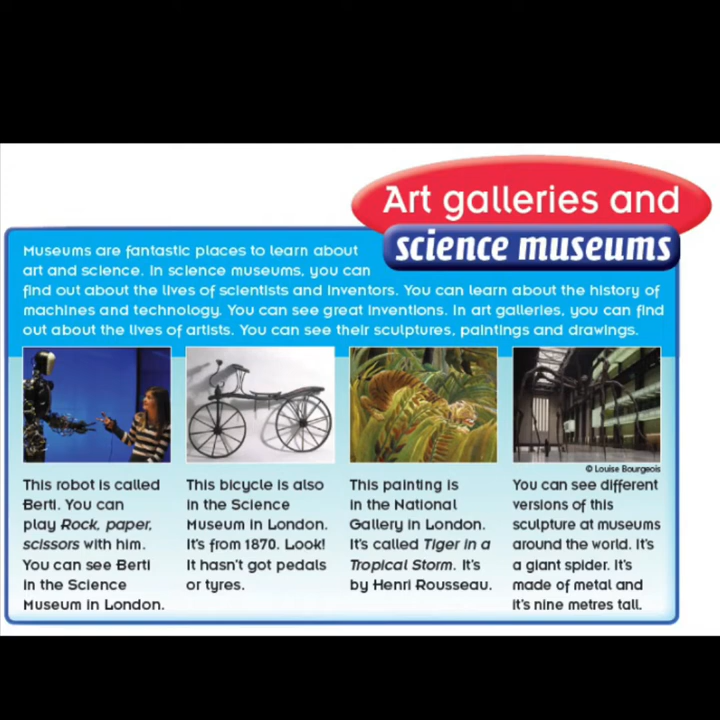 Art galleries and
science museums
Museums are fantastic places to learn about
art and science. In science museums, you can
find out about the lives of scientists and inventors. You can learn about the history of
machines and technology. You can see great inventions. In art galleries, you can find
out about the lives of artists. You can see their sculptures, paintings and drawings.
This robot is called
Berti. You can
play Rock, paper,
scissors with him.
You can see Berti
in the Science
Museum in London.
This bicycle is also
in the Science
Museum in London.
It's from 1870. Look!
It hasn't got pedals
or tyres.
This painting is
in the National
Gallery in London.
It's called Tiger in a
Tropical Storm. It's
by Henri Rousseau.
© Louise Bourgeois
You can see different
versions of this
sculpture at museums
around the world. It's
a giant spider. It's
made of metal and
it's nine metres tall.